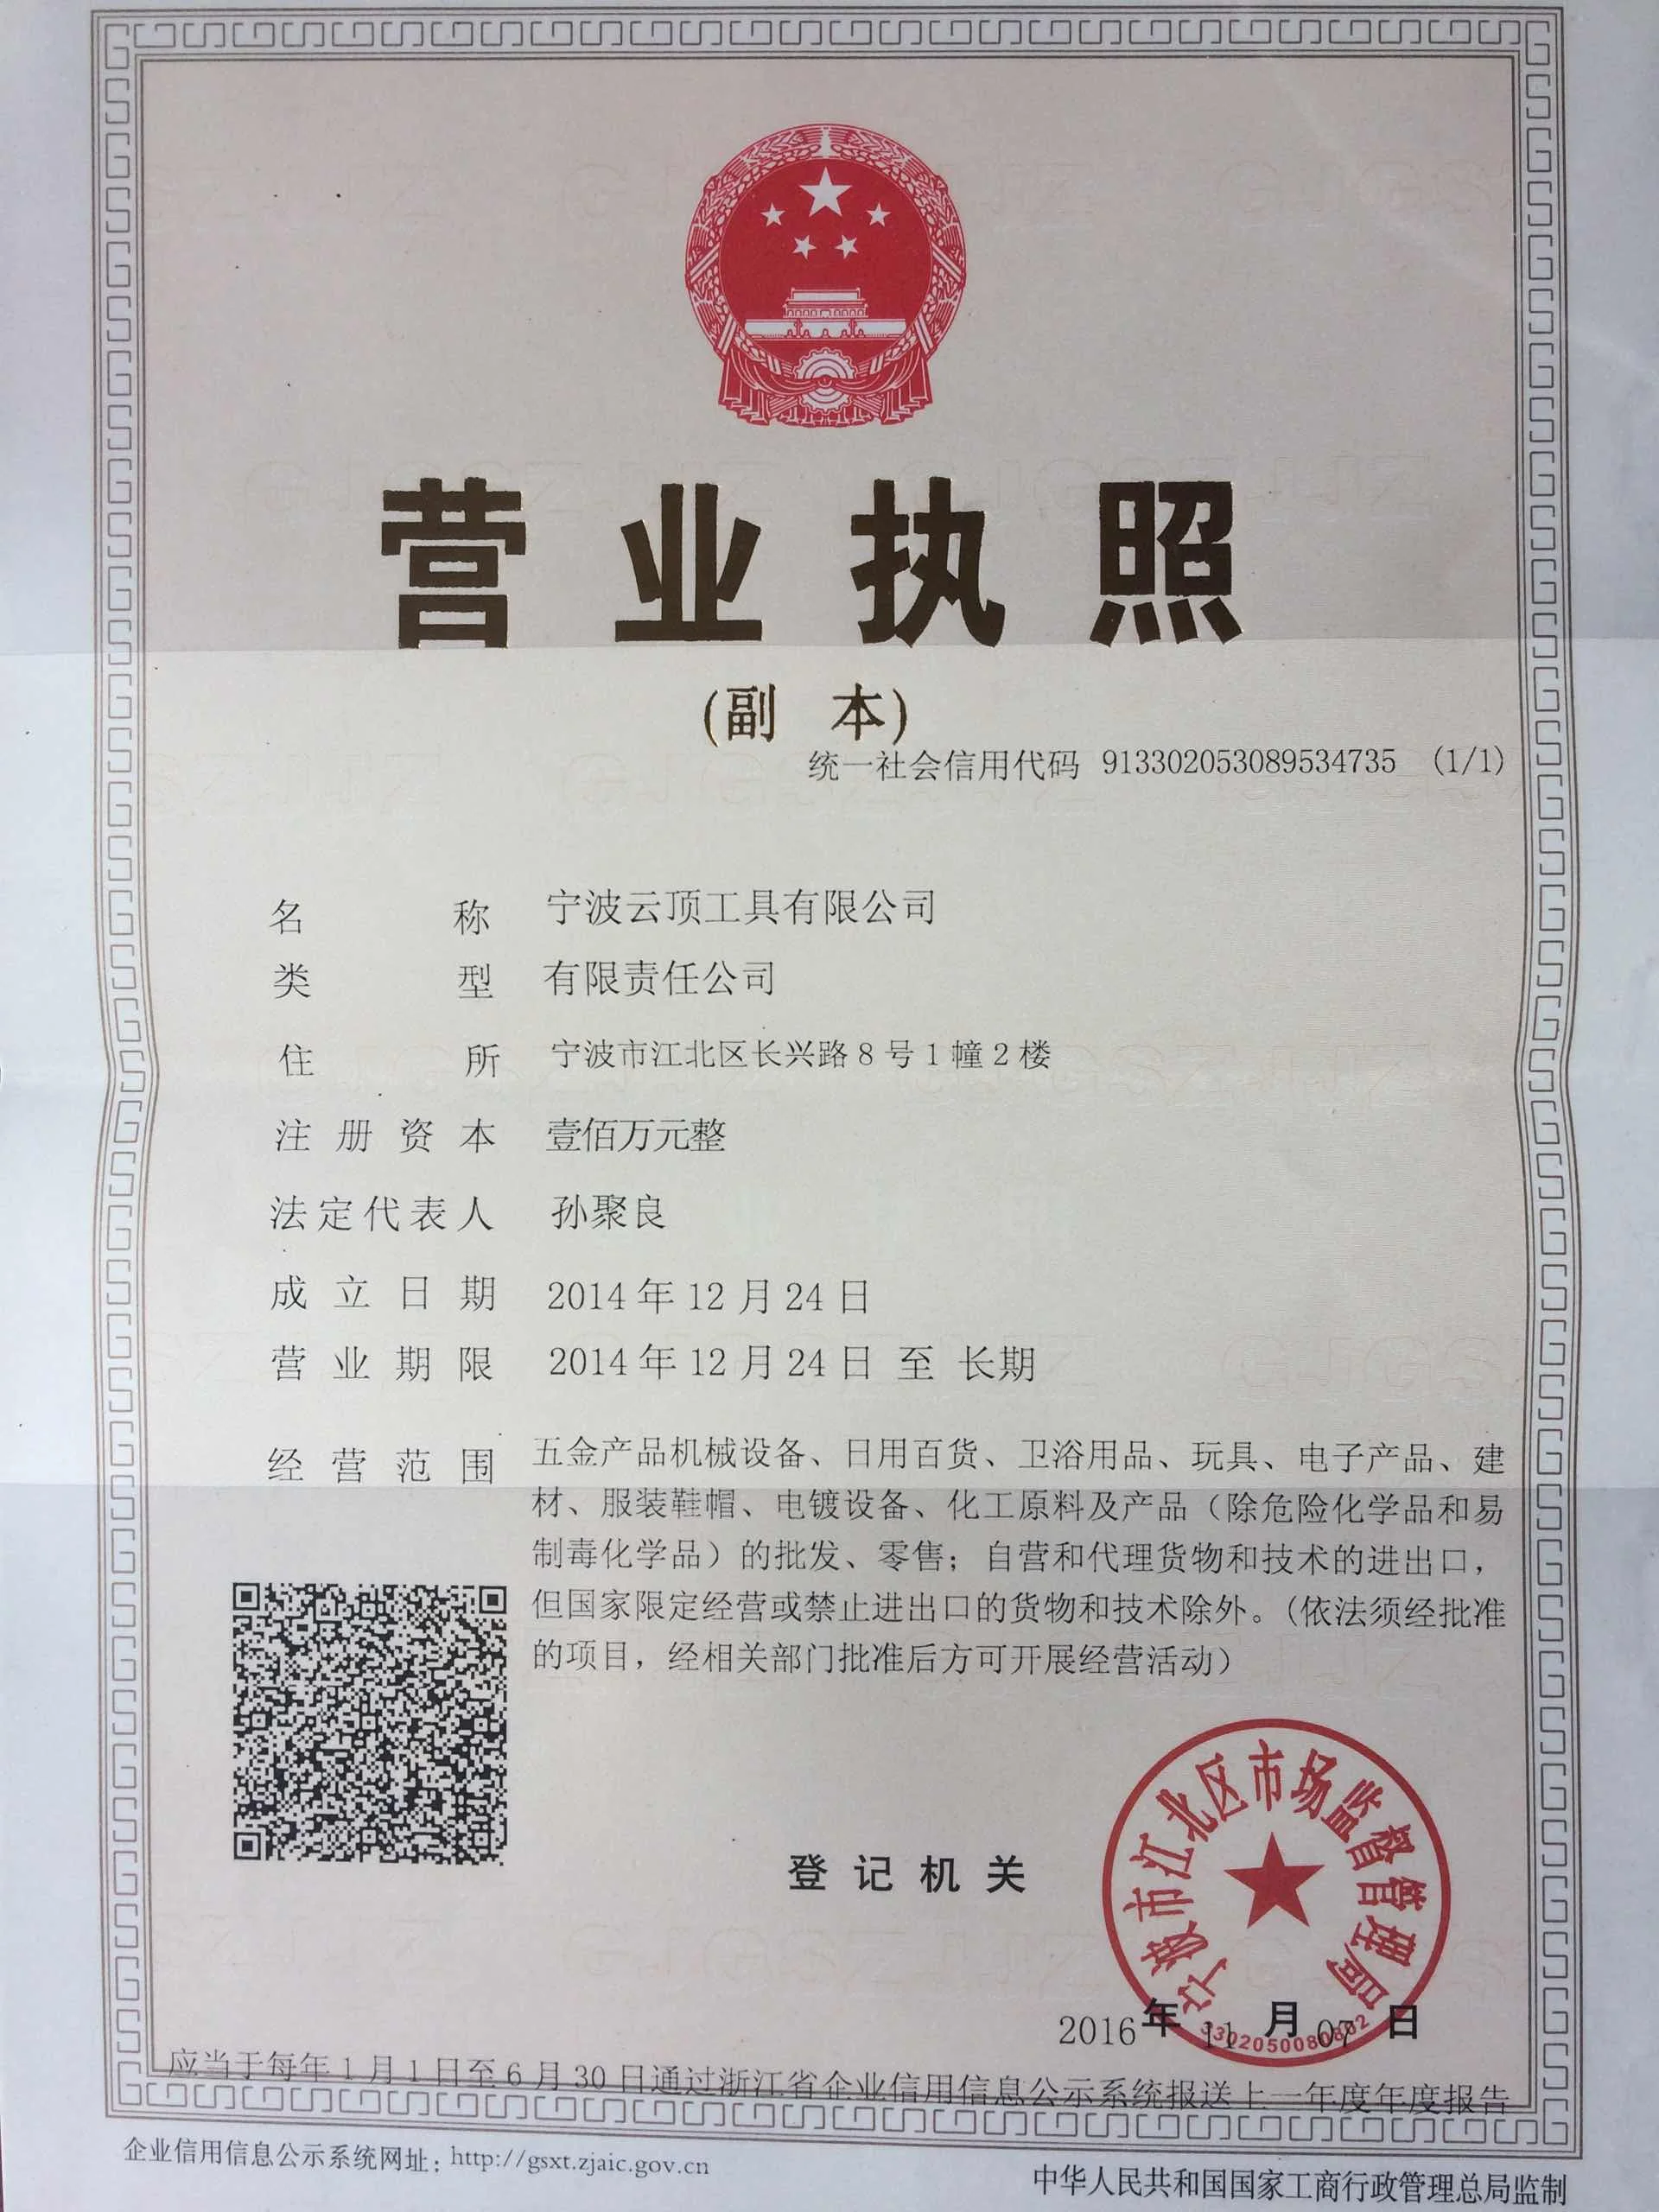 营业执照
(副 本)
统一社会信用代码 913302053089534735 (1/1)
名 称 宁波云顶工具有限公司
类 型 有限责任公司
住 所 宁波市江北区长兴路8号1幢2楼
注册资本 壹佰万元整
法定代表人 孙聚良
成立日期 2014年12月24日
营业期限 2014年12月24日 至 长期
经营范围 五金产品机械设备、日用百货、卫浴用品、玩具、电子产品、建
材、服装鞋帽、电镀设备、化工原料及产品（除危险化学品和易
制毒化学品）的批发、零售；自营和代理货物和技术的进出口，
但国家限定经营或禁止进出口的货物和技术除外。（依法须经批准
的项目，经相关部门批准后方可开展经营活动）
宁波市江北区市场监督管理局
登记机关
3302050080802
2016年11月07日
应当于每年1月1日至6月30日通过浙江省企业信用信息公示系统报送上一年度年度报告
企业信用信息公示系统网址：http://gsxt.zjaic.gov.cn
中华人民共和国国家工商行政管理总局监制